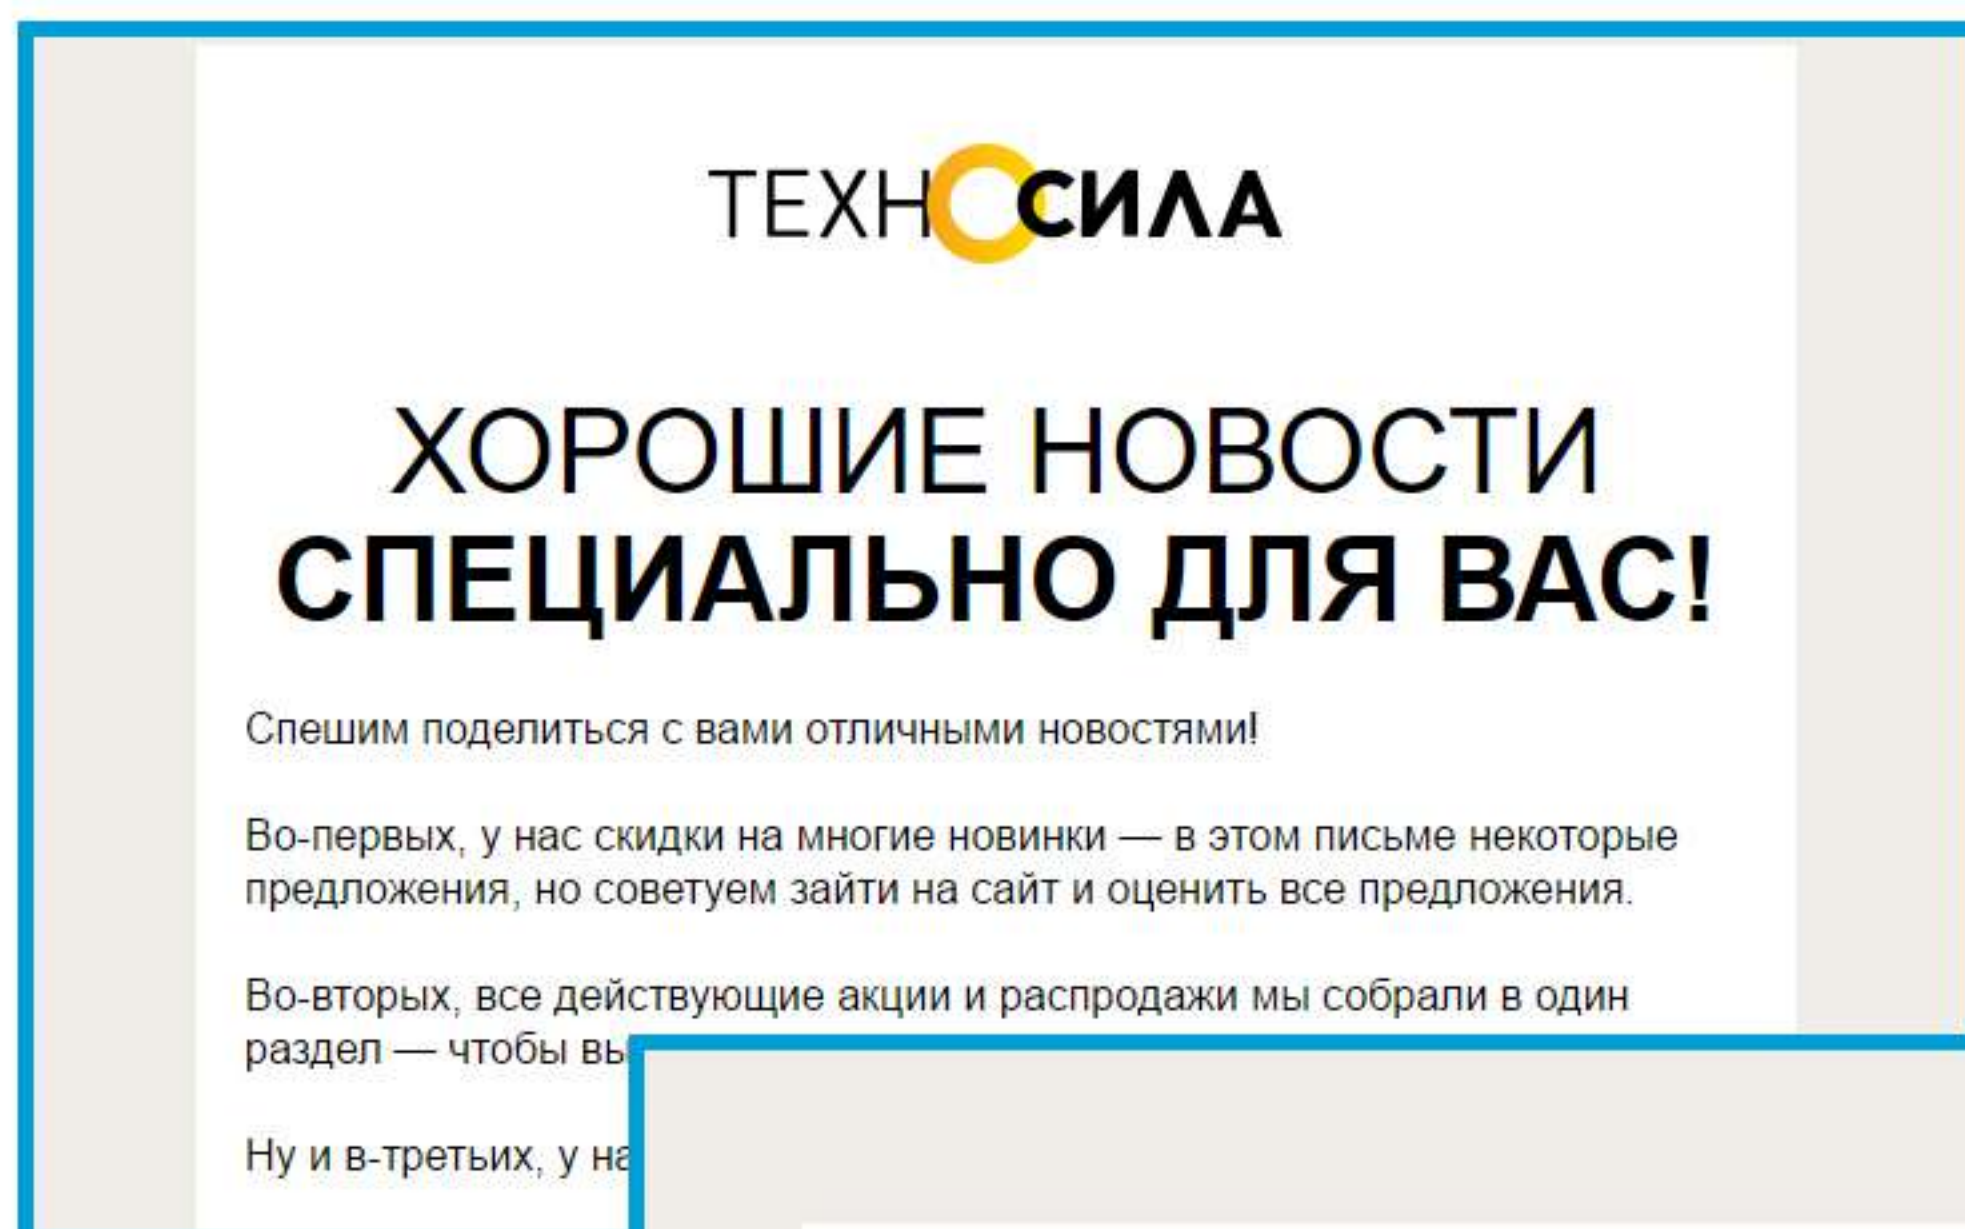 ТЕХНОСИЛА
ХОРОШИЕ НОВОСТИ
СПЕЦИАЛЬНО ДЛЯ ВАС!
Спешим поделиться с вами отличными новостями!
Во-первых, у нас скидки на многие новинки — в этом письме некоторые
предложения, но советуем зайти на сайт и оценить все предложения.
Во-вторых, все действующие акции и распродажи мы собрали в один
раздел — чтобы вы
Ну и в-третьих, у на